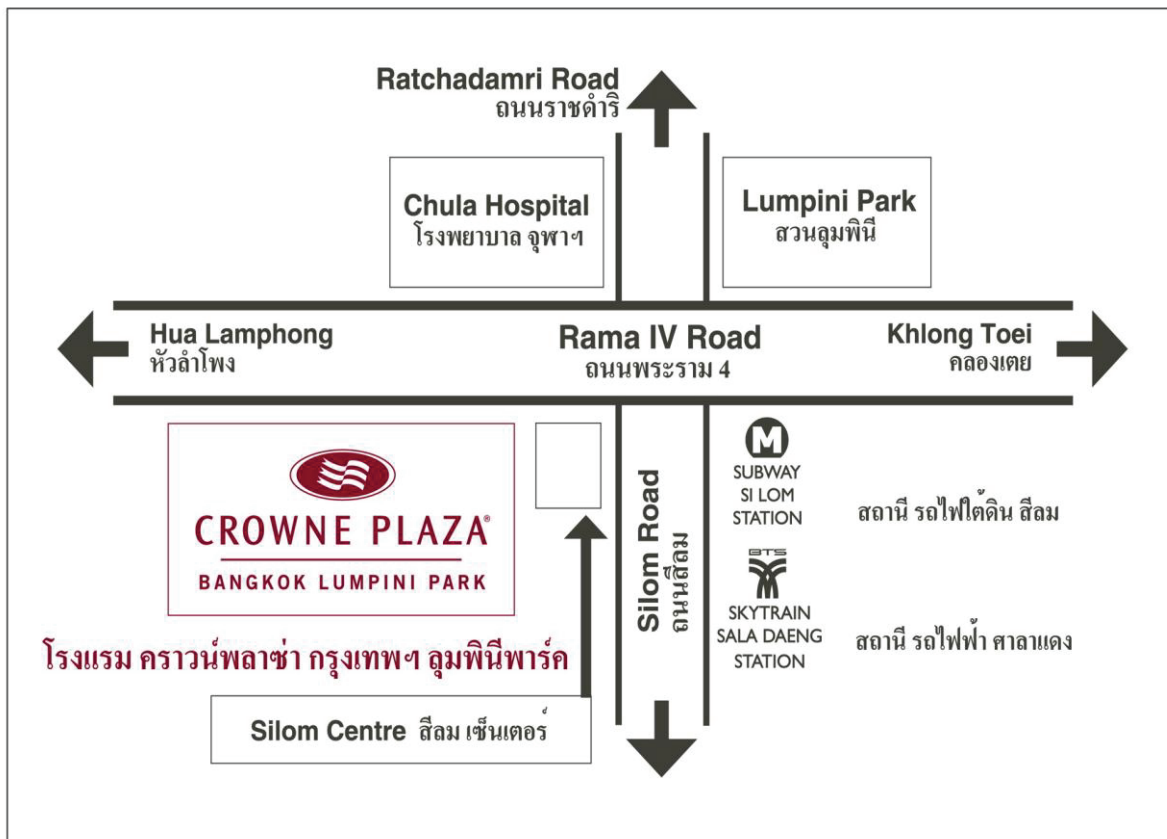 Ratchadamri Road
ถนนราชดำริ
Chula Hospital
โรงพยาบาล จุฬาฯ
Lumpini Park
สวนลุมพินี
Hua Lamphong
หัวลำโพง
Rama IV Road
ถนนพระราม 4
Khlong Toei
คลองเตย
CROWNE PLAZA®
BANGKOK LUMPINI PARK
โรงแรม คราวน์พลาซ่า กรุงเทพฯ ลุมพินีพาร์ค
Silom Centre สีลม เซ็นเตอร์
Silom Road
ถนนสีลม
M
SUBWAY
SI LOM
STATION
สถานี รถไฟใต้ดิน สีลม
BTS
SKYTRAIN
SALA DAENG
STATION
สถานี รถไฟฟ้า ศาลาแดง